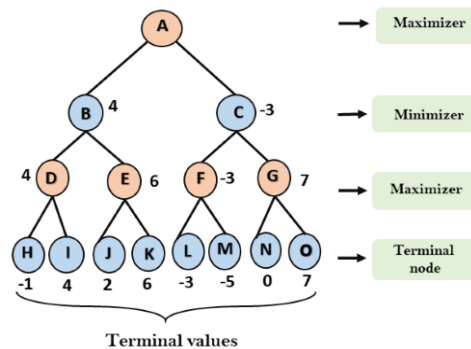 A
Maximizer
B 4
C -3
Minimizer
4 D
E 6
F -3
G 7
Maximizer
H I J K L M N O
Terminal
node
-1 4 2 6 -3 -5 0 7
Terminal values